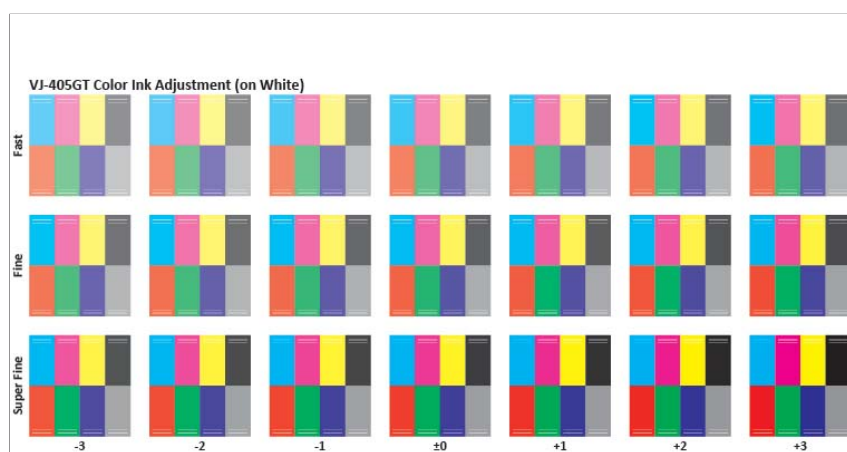 VJ-405GT Color Ink Adjustment (on White)
Fast
Fine
Super Fine
-3
-2
-1
±0
+1
+2
+3